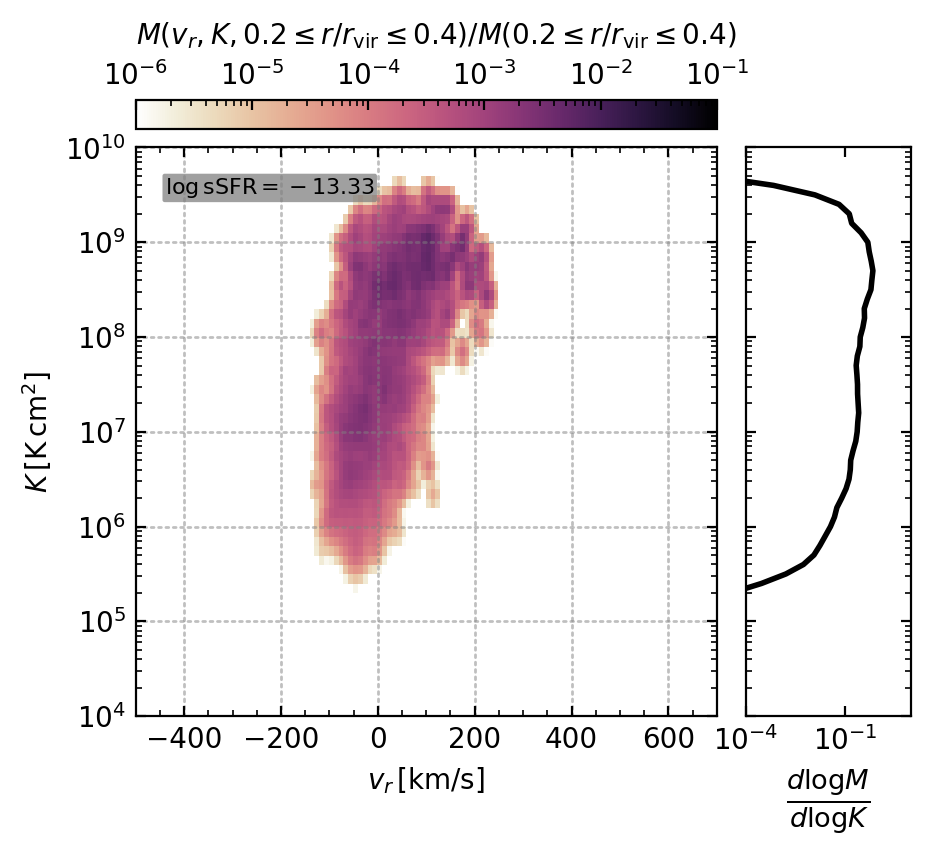 M(v_r, K, 0.2 ≤ r/r_vir ≤ 0.4)/M(0.2 ≤ r/r_vir ≤ 0.4)
10^−6 10^−5 10^−4 10^−3 10^−2 10^−1
log sSFR = −13.33
10^10
10^9
10^8
10^7
10^6
10^5
10^4
K [K cm^2]
−400 −200 0 200 400 600
v_r [km/s]
10^−4 10^−1
dlogM
dlogK